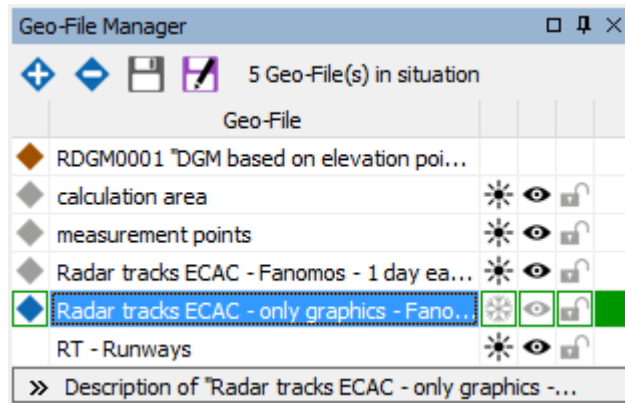 Geo-File Manager
5 Geo-File(s) in situation
Geo-File
RDGM0001 "DGM based on elevation poi...
calculation area
measurement points
Radar tracks ECAC - Fanomos - 1 day ea...
Radar tracks ECAC - only graphics - Fano...
RT - Runways
» Description of "Radar tracks ECAC - only graphics -...